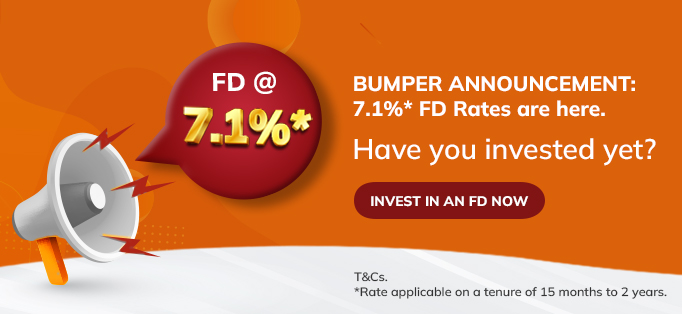 FD @
7.1%*
BUMPER ANNOUNCEMENT:
7.1%* FD Rates are here.
Have you invested yet?
INVEST IN AN FD NOW
T&Cs.
*Rate applicable on a tenure of 15 months to 2 years.